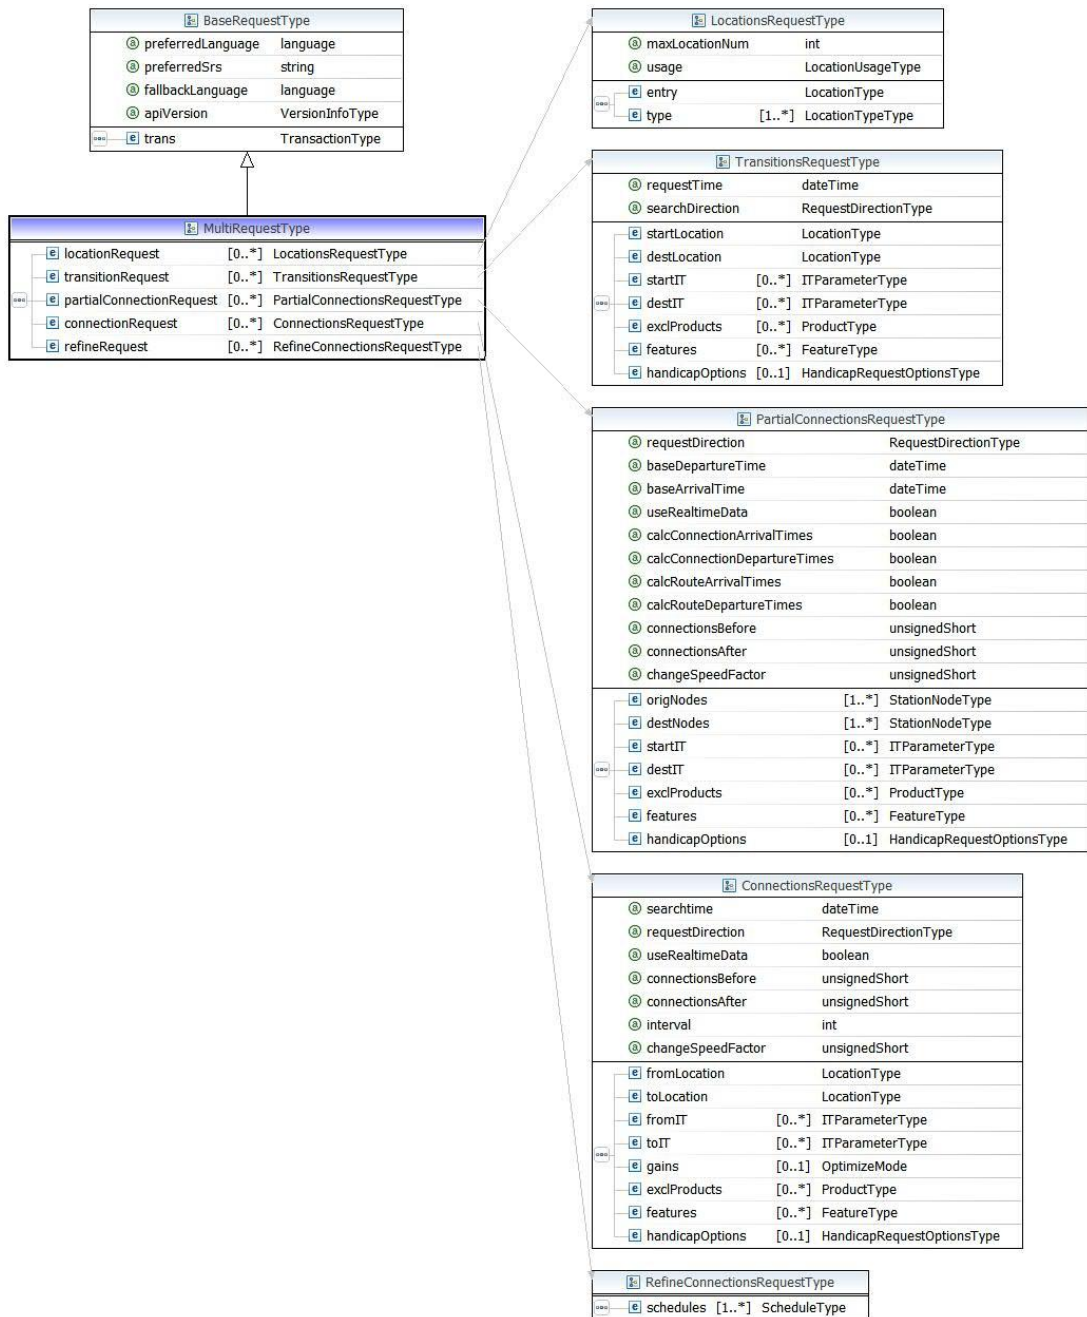 BaseRequestType
preferredLanguage language
preferredSrs string
fallbackLanguage language
apiVersion VersionInfoType
trans TransactionType
MultiRequestType
locationRequest [0..*] LocationsRequestType
transitionRequest [0..*] TransitionsRequestType
partialConnectionRequest [0..*] PartialConnectionsRequestType
connectionRequest [0..*] ConnectionsRequestType
refineRequest [0..*] RefineConnectionsRequestType
LocationsRequestType
maxLocationNum int
usage LocationUsageType
entry LocationType
type [1..*] LocationTypeType
TransitionsRequestType
requestTime dateTime
searchDirection RequestDirectionType
startLocation LocationType
destLocation LocationType
startIT [0..*] ITParameterType
destIT [0..*] ITParameterType
exclProducts [0..*] ProductType
features [0..*] FeatureType
handicapOptions [0..1] HandicapRequestOptionsType
PartialConnectionsRequestType
requestDirection RequestDirectionType
baseDepartureTime dateTime
baseArrivalTime dateTime
useRealtimeData boolean
calcConnectionArrivalTimes boolean
calcConnectionDepartureTimes boolean
calcRouteArrivalTimes boolean
calcRouteDepartureTimes boolean
connectionsBefore unsignedShort
connectionsAfter unsignedShort
changeSpeedFactor unsignedShort
origNodes [1..*] StationNodeType
destNodes [1..*] StationNodeType
startIT [0..*] ITParameterType
destIT [0..*] ITParameterType
exclProducts [0..*] ProductType
features [0..*] FeatureType
handicapOptions [0..1] HandicapRequestOptionsType
ConnectionsRequestType
searchtime dateTime
requestDirection RequestDirectionType
useRealtimeData boolean
connectionsBefore unsignedShort
connectionsAfter unsignedShort
interval int
changeSpeedFactor unsignedShort
fromLocation LocationType
toLocation LocationType
fromIT [0..*] ITParameterType
toIT [0..*] ITParameterType
gains [0..1] OptimizeMode
exclProducts [0..*] ProductType
features [0..*] FeatureType
handicapOptions [0..1] HandicapRequestOptionsType
RefineConnectionsRequestType
schedules [1..*] ScheduleType